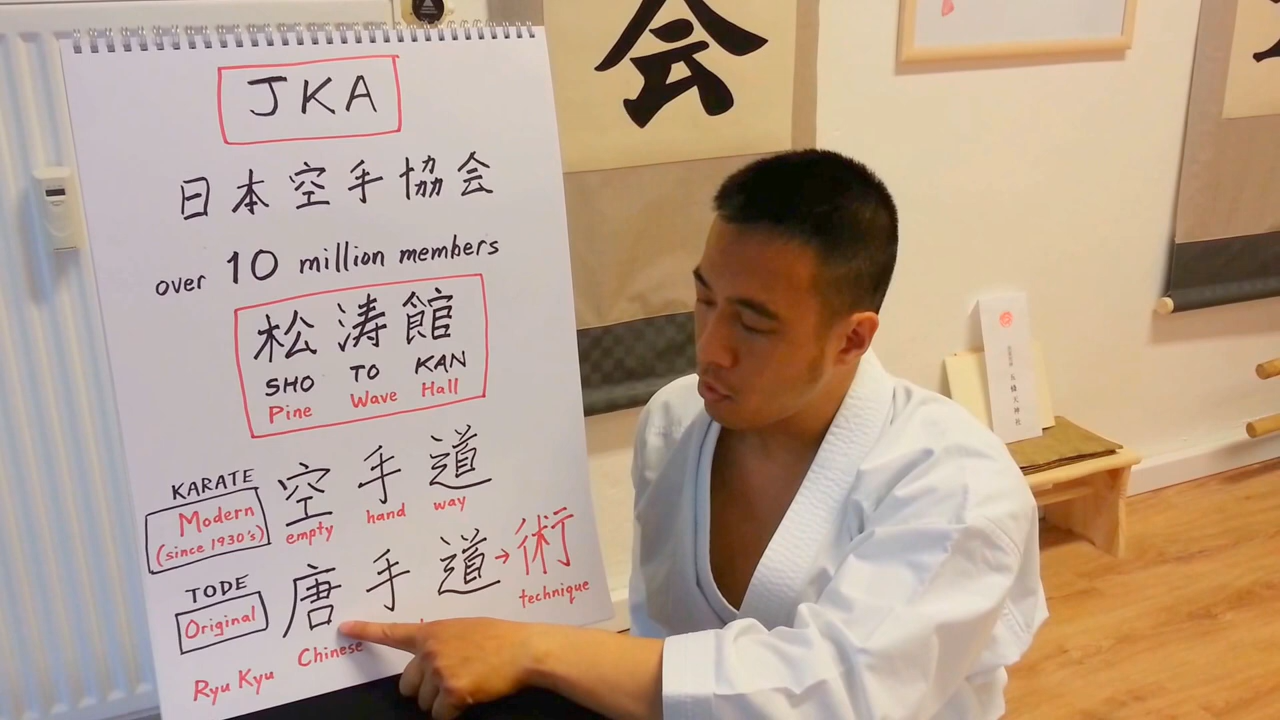 JKA
日本空手協会
over 10 million members
松涛館
SHO TO KAN
Pine Wave Hall
KARATE
Modern
(since 1930's)
空手道
empty hand way
TODE
Original
唐手道→術
Chinese
technique
Ryu Kyu
会